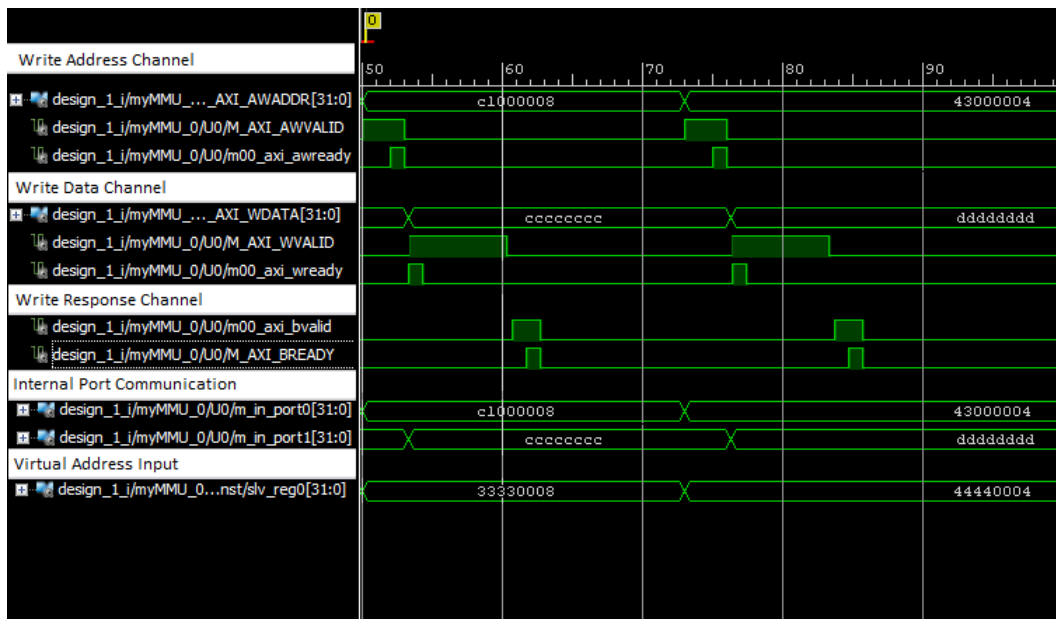 0
Write Address Channel
50 60 70 80 90
design_1_i/myMMU_..._AXI_AWADDR[31:0] c1000008 43000004
design_1_i/myMMU_0/U0/M_AXI_AWVALID
design_1_i/myMMU_0/U0/m00_axi_awready
Write Data Channel
design_1_i/myMMU_..._AXI_WDATA[31:0] cccccccc dddddddd
design_1_i/myMMU_0/U0/M_AXI_WVALID
design_1_i/myMMU_0/U0/m00_axi_wready
Write Response Channel
design_1_i/myMMU_0/U0/m00_axi_bvalid
design_1_i/myMMU_0/U0/M_AXI_BREADY
Internal Port Communication
design_1_i/myMMU_0/U0/m_in_port0[31:0] c1000008 43000004
design_1_i/myMMU_0/U0/m_in_port1[31:0] cccccccc dddddddd
Virtual Address Input
design_1_i/myMMU_0...nst/slv_reg0[31:0] 33330008 44440004